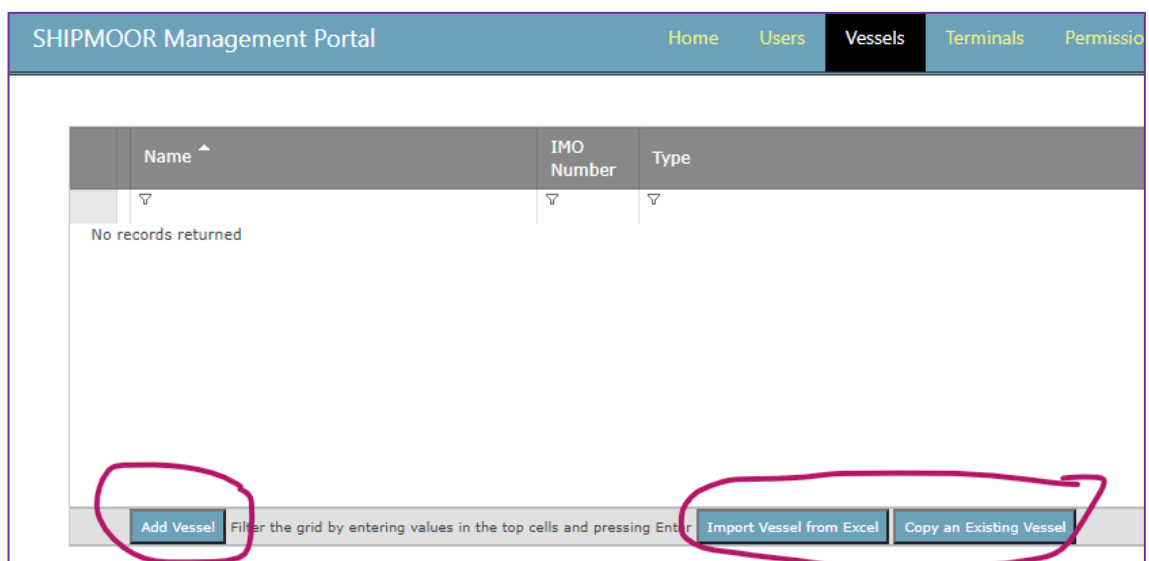 SHIPMOOR Management Portal Home Users Vessels Terminals Permissio
Name IMO Number Type
No records returned
Add Vessel Filter the grid by entering values in the top cells and pressing Enter Import Vessel from Excel Copy an Existing Vessel